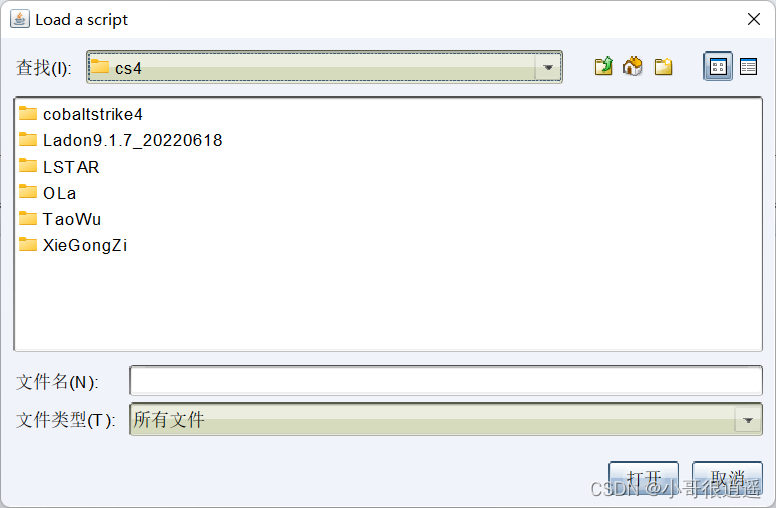 Load a script
查找(I):
cs4
cobaltstrike4
Ladon9.1.7_20220618
LSTAR
OLa
TaoWu
XieGongZi
文件名(N):
文件类型(T):
所有文件
打开
取消
CSDN @小哥很逍遥